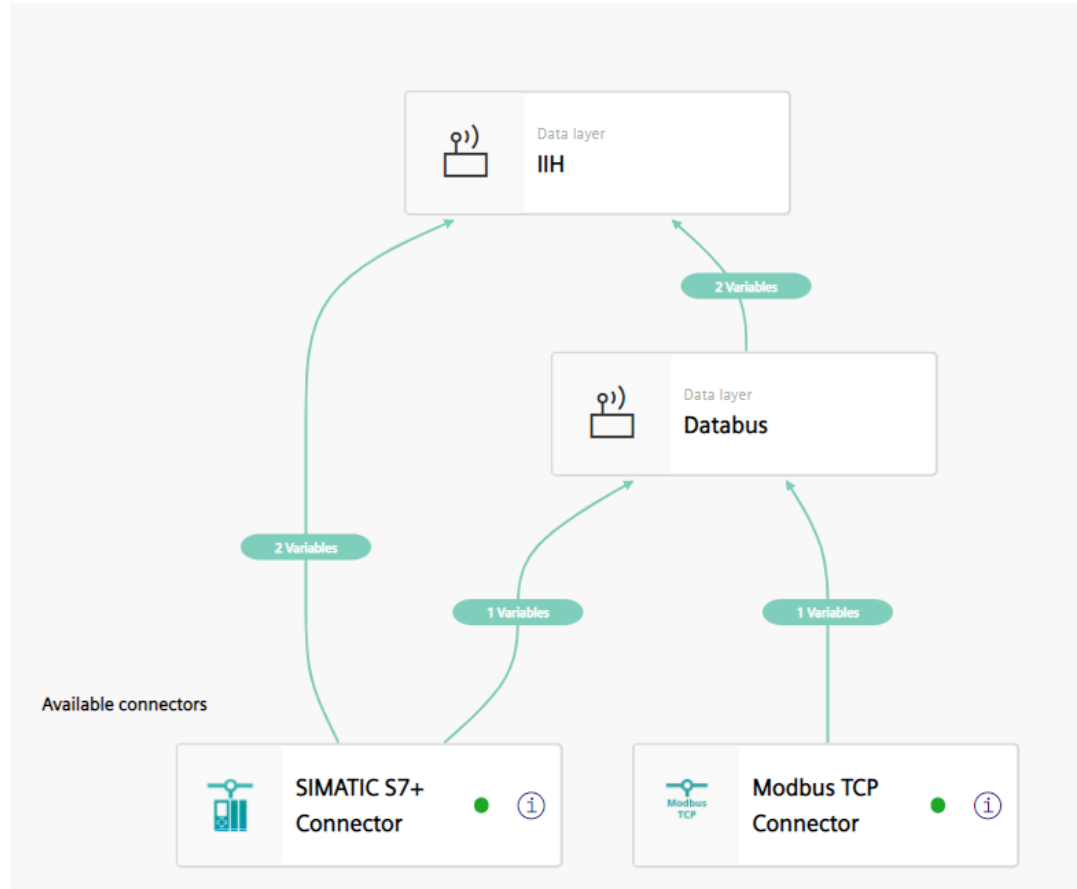 Data layer
IIH
2 Variables
Data layer
Databus
2 Variables
1 Variables
1 Variables
Available connectors
SIMATIC S7+
Connector
i
Modbus
TCP
Modbus TCP
Connector
i